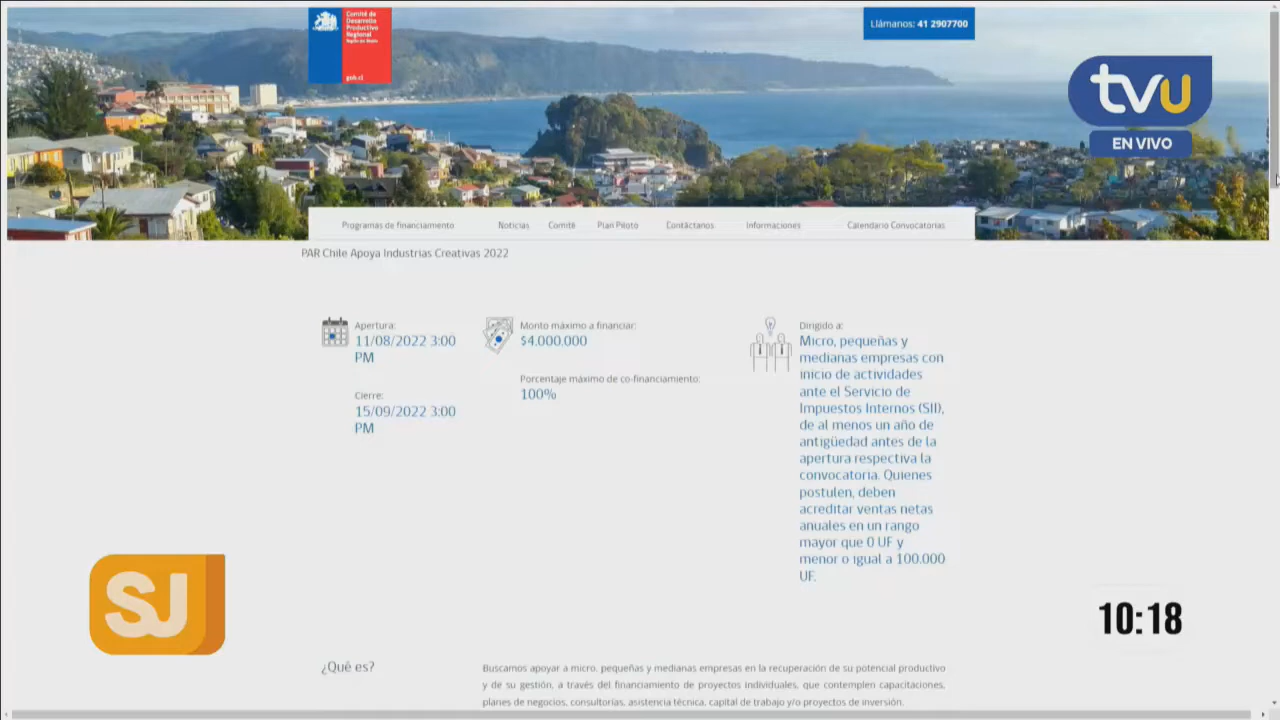 Comité de
Desarrollo
Productivo
Regional
gob.cl
Llámanos: 41 2907700
tvu
EN VIVO
Programas de financiamiento Noticias Comité Plan Piloto Contáctanos Informaciones Calendario Convocatorias
PAR Chile Apoya Industrias Creativas 2022
Apertura:
11/08/2022 3:00
PM
Cierre:
15/09/2022 3:00
PM
Monto máximo a financiar:
$4.000.000
Porcentaje máximo de co-financiamiento:
100%
Dirigido a:
Micro, pequeñas y
medianas empresas con
inicio de actividades
ante el Servicio de
Impuestos Internos (SII),
de al menos un año de
antigüedad antes de la
apertura respectiva la
convocatoria. Quienes
postulen, deben
acreditar ventas netas
anuales en un rango
mayor que 0 UF y
menor o igual a 100.000
UF.
SJ
10:18
¿Qué es?
Buscamos apoyar a micro, pequeñas y medianas empresas en la recuperación de su potencial productivo
y de su gestión, a través del financiamiento de proyectos individuales, que contemplen capacitaciones,
planes de negocios, consultorías, asistencia técnica, capital de trabajo y/o proyectos de inversión.